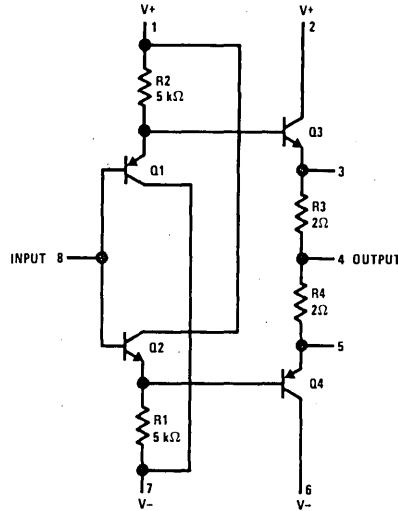 V+ V+
1 2
R2
5 kΩ
Q3
Q1
3
R3
2Ω
INPUT 8 4 OUTPUT
R4
2Ω
Q2
5
Q4
R1
5 kΩ
7 6
V- V-